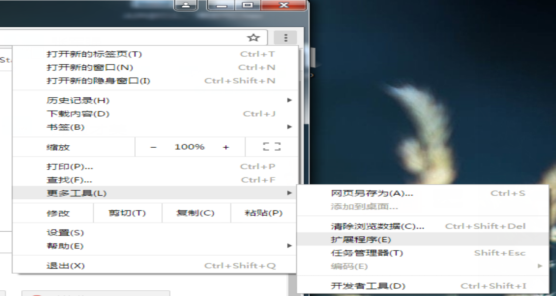 St
打开新的标签页(T) Ctrl+T
打开新的窗口(N) Ctrl+N
打开新的隐身窗口(I) Ctrl+Shift+N
历史记录(H)
下载内容(D) Ctrl+J
书签(B)
缩放 − 100% +
打印(P)... Ctrl+P
查找(F)... Ctrl+F
更多工具(L)
修改 剪切(T) 复制(C) 粘贴(P)
设置(S)
帮助(E)
退出(X) Ctrl+Shift+Q
网页另存为(A)... Ctrl+S
添加到桌面...
清除浏览数据(C)... Ctrl+Shift+Del
扩展程序(E)
任务管理器(T) Shift+Esc
编码(E)
开发者工具(D) Ctrl+Shift+I